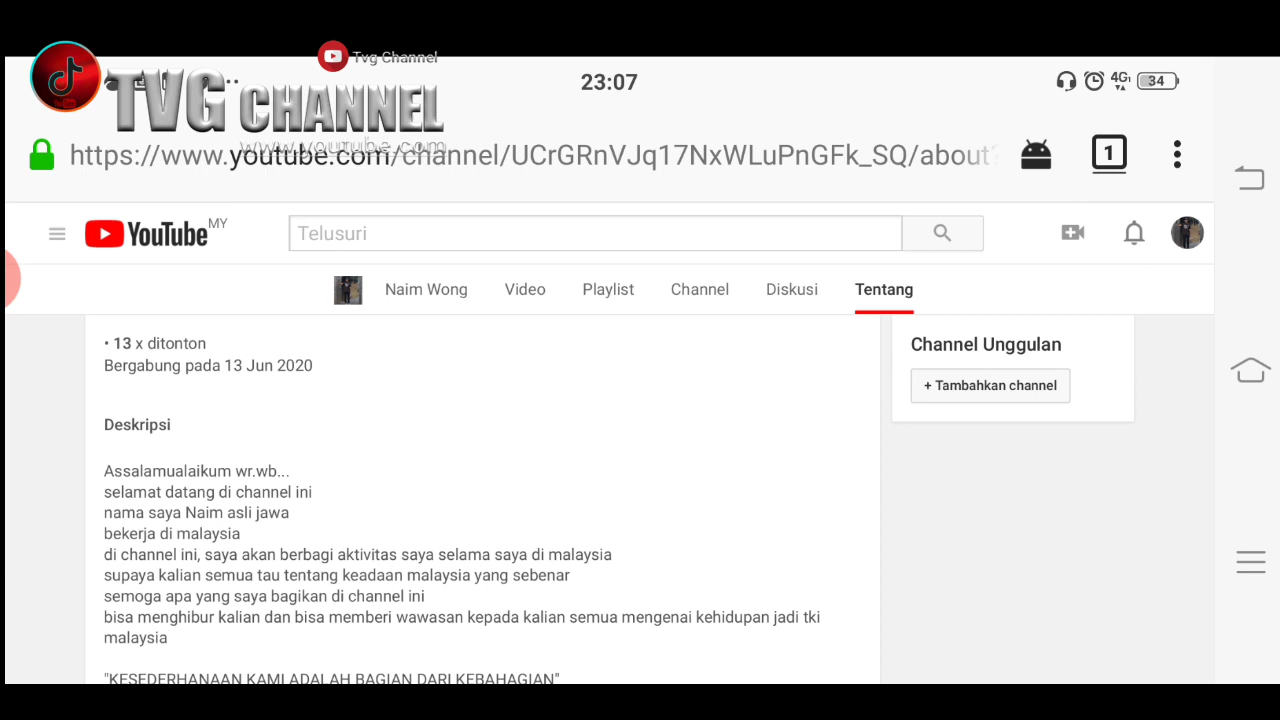 Tvg Channel
TVG CHANNEL
www.youtube.com
23:07
4G
34
https://www.youtube.com/channel/UCrGRnVJq17NxWLuPnGFk_SQ/about?
1
YouTube MY
Telusuri
Naim Wong Video Playlist Channel Diskusi Tentang
• 13 x ditonton
Bergabung pada 13 Jun 2020
Channel Unggulan
+ Tambahkan channel
Deskripsi
Assalamualaikum wr.wb...
selamat datang di channel ini
nama saya Naim asli jawa
bekerja di malaysia
di channel ini, saya akan berbagi aktivitas saya selama saya di malaysia
supaya kalian semua tau tentang keadaan malaysia yang sebenar
semoga apa yang saya bagikan di channel ini
bisa menghibur kalian dan bisa memberi wawasan kepada kalian semua mengenai kehidupan jadi tki
malaysia
"KESEDERHANAAN KAMI ADALAH BAGIAN DARI KEBAHAGIAN"